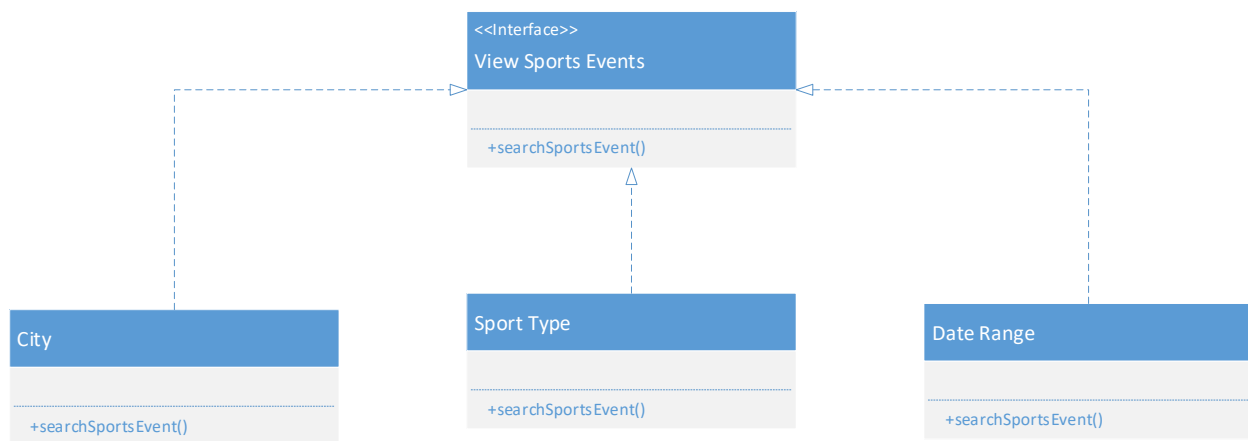 <<Interface>>
View Sports Events
+searchSportsEvent()
City
+searchSportsEvent()
Sport Type
+searchSportsEvent()
Date Range
+searchSportsEvent()